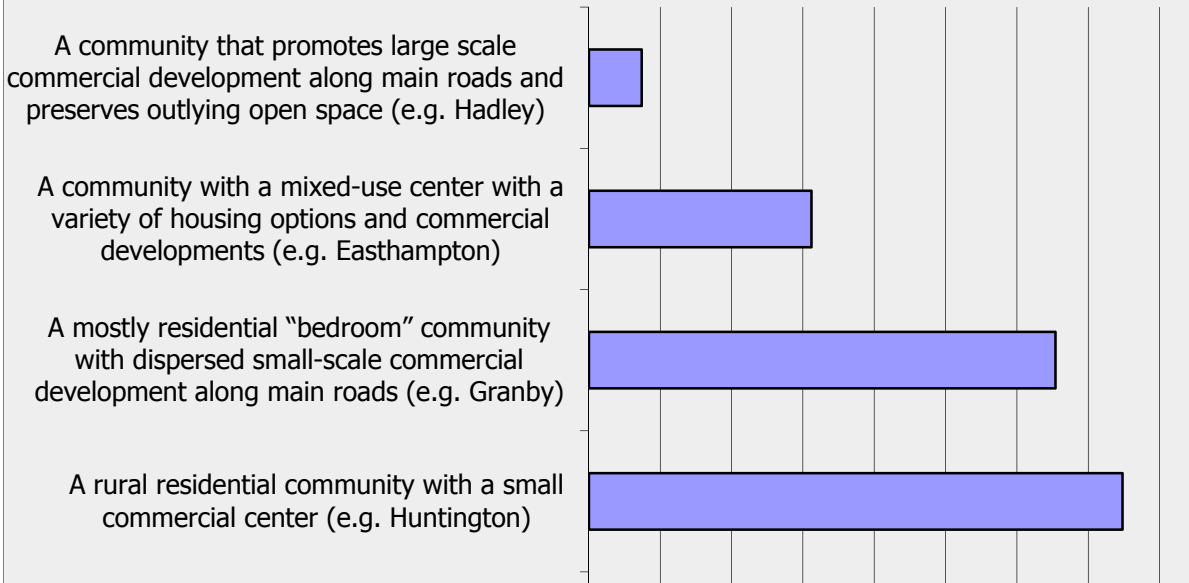 A community that promotes large scale
commercial development along main roads and
preserves outlying open space (e.g. Hadley)
A community with a mixed-use center with a
variety of housing options and commercial
developments (e.g. Easthampton)
A mostly residential “bedroom” community
with dispersed small-scale commercial
development along main roads (e.g. Granby)
A rural residential community with a small
commercial center (e.g. Huntington)